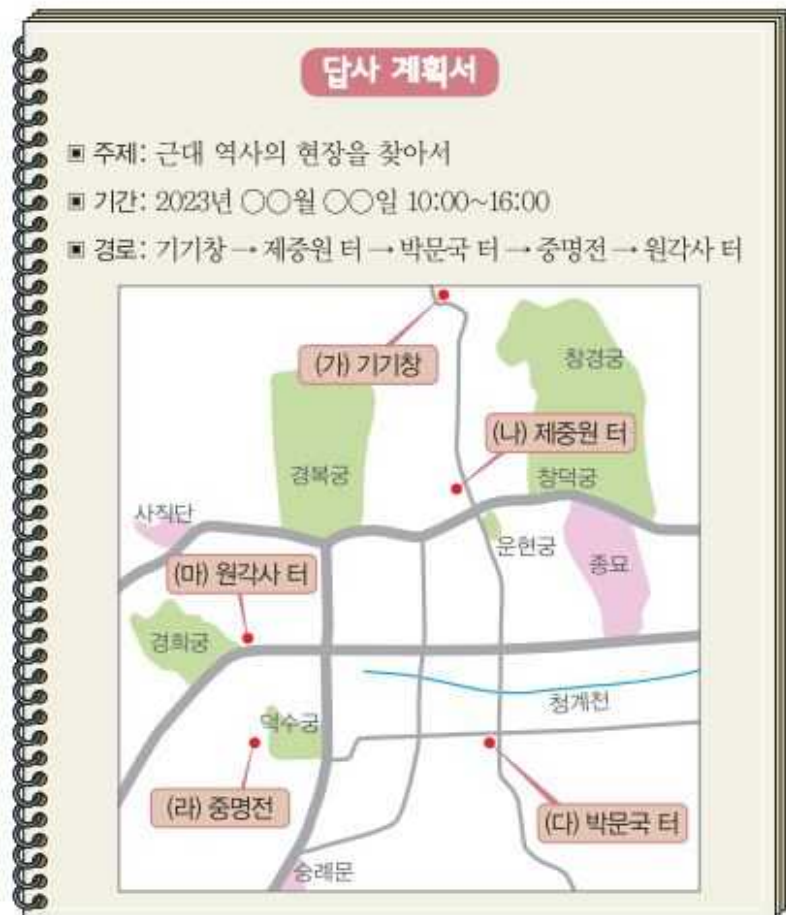 답사 계획서
▣ 주제: 근대 역사의 현장을 찾아서
▣ 기간: 2023년 ○○월 ○○일 10:00~16:00
▣ 경로: 기기창 → 제중원 터 → 박문국 터 → 중명전 → 원각사 터
(가) 기기창
창경궁
(나) 제중원 터
경복궁
창덕궁
사직단
운현궁
종묘
(마) 원각사 터
경희궁
청계천
덕수궁
(라) 중명전
(다) 박문국 터
숭례문